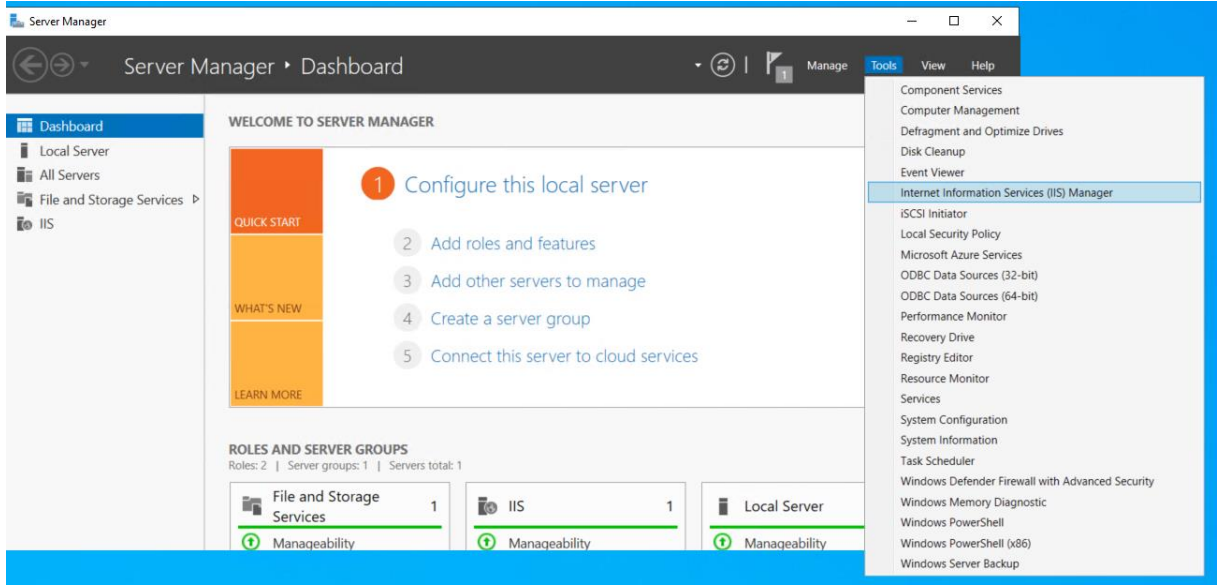 Server Manager
Server Manager • Dashboard
1
Manage
Tools
View
Help
Dashboard
Local Server
All Servers
File and Storage Services
IIS
WELCOME TO SERVER MANAGER
QUICK START
WHAT'S NEW
LEARN MORE
1 Configure this local server
2 Add roles and features
3 Add other servers to manage
4 Create a server group
5 Connect this server to cloud services
ROLES AND SERVER GROUPS
Roles: 2 | Server groups: 1 | Servers total: 1
File and Storage
Services
1
Manageability
IIS
1
Manageability
Local Server
Manageability
Component Services
Computer Management
Defragment and Optimize Drives
Disk Cleanup
Event Viewer
Internet Information Services (IIS) Manager
iSCSI Initiator
Local Security Policy
Microsoft Azure Services
ODBC Data Sources (32-bit)
ODBC Data Sources (64-bit)
Performance Monitor
Recovery Drive
Registry Editor
Resource Monitor
Services
System Configuration
System Information
Task Scheduler
Windows Defender Firewall with Advanced Security
Windows Memory Diagnostic
Windows PowerShell
Windows PowerShell (x86)
Windows Server Backup